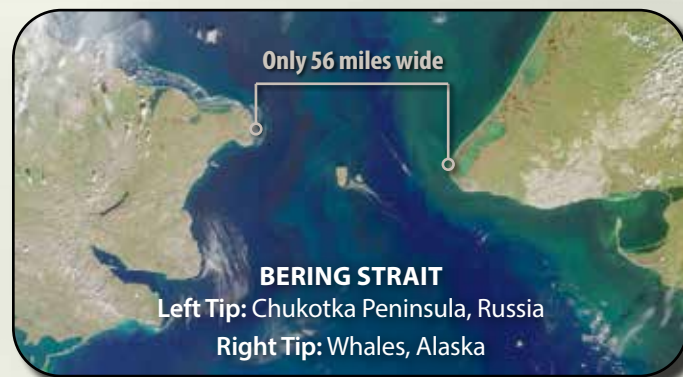 Only 56 miles wide
BERING STRAIT
Left Tip: Chukotka Peninsula, Russia
Right Tip: Whales, Alaska